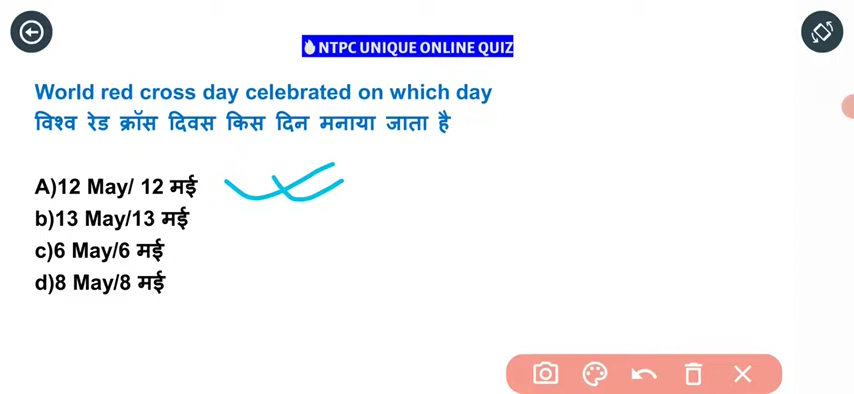 NTPC UNIQUE ONLINE QUIZ
World red cross day celebrated on which day
विश्व रेड क्रॉस दिवस किस दिन मनाया जाता है
A)12 May/ 12 मई
b)13 May/13 मई
c)6 May/6 मई
d)8 May/8 मई